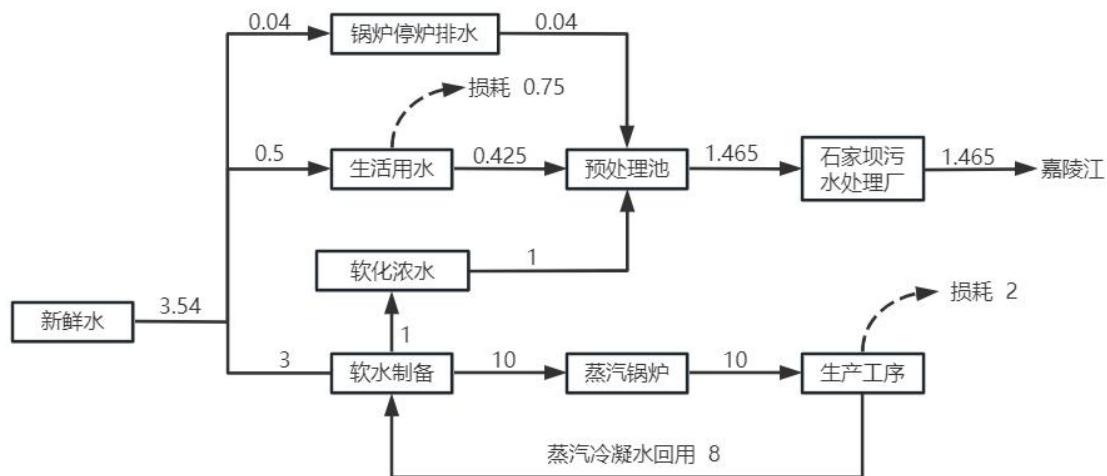 0.04
锅炉停炉排水
0.04
损耗 0.75
0.5
生活用水
0.425
预处理池
1.465
石家坝污
水处理厂
1.465
嘉陵江
软化浓水
1
新鲜水
3.54
损耗 2
1
3
软水制备
10
蒸汽锅炉
10
生产工序
蒸汽冷凝水回用 8